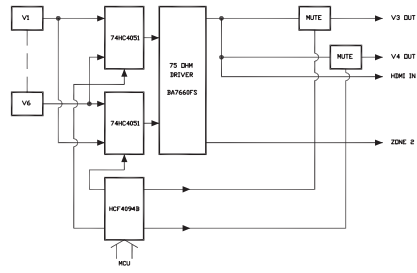 V1
74HC4051
MUTE
V3 OUT
75 OHM
DRIVER
BA7660FS
MUTE
V4 OUT
HDMI IN
V6
74HC4051
ZONE 2
HCF4094B
MCU